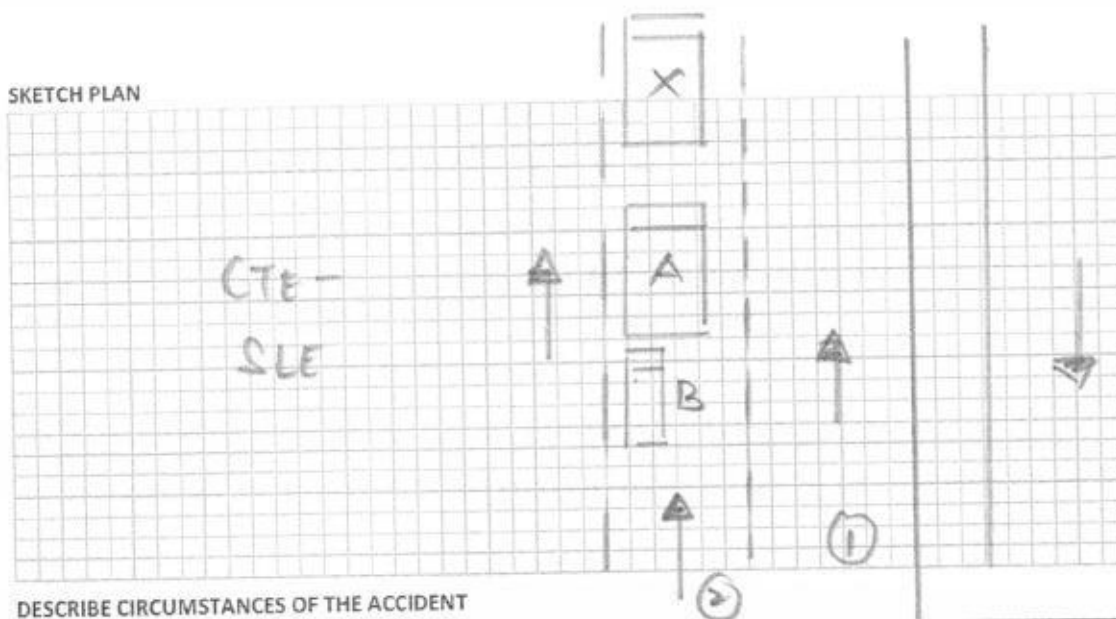 X
SKETCH PLAN
A
CTE -
SLE
B
1
2
DESCRIBE CIRCUMSTANCES OF THE ACCIDENT